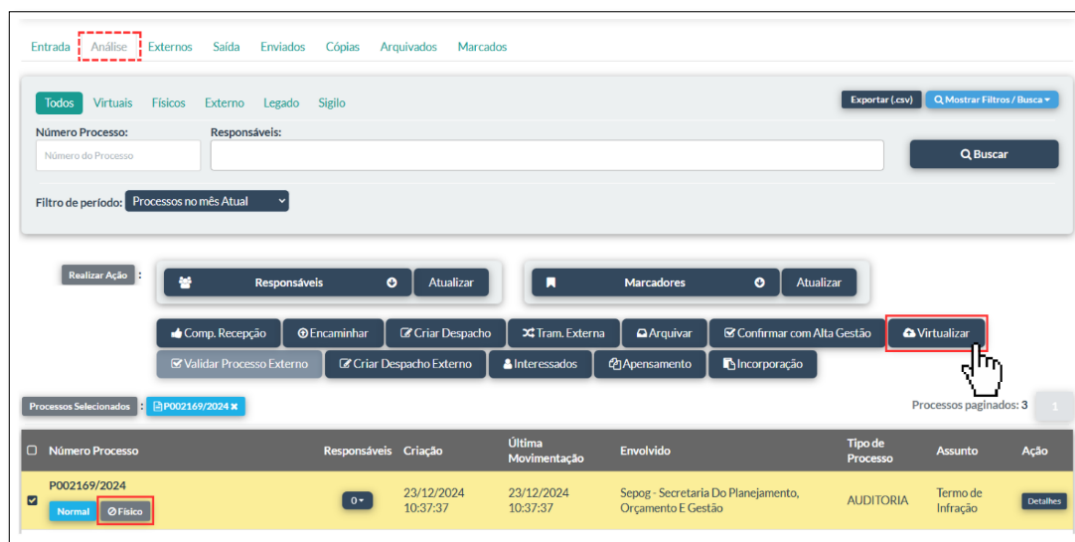 Entrada Análise Externos Saída Enviados Cópias Arquivados Marcados
Todos Virtuais Físicos Externo Legado Sigilo Exportar (.csv) Mostrar Filtros / Busca
Número Processo: Responsáveis:
Número do Processo Buscar
Filtro de período: Processos no mês Atual
Realizar Ação : Responsáveis Atualizar Marcadores Atualizar
Comp. Recepção Encaminhar Criar Despacho Tram. Externa Arquivar Confirmar com Alta Gestão Virtualizar
Validar Processo Externo Criar Despacho Externo Interessados Apensamento Incorporação
Processos Selecionados : P002169/2024 x Processos paginados: 3 1
Número Processo Responsáveis Criação Última Movimentação Envolvido Tipo de Processo Assunto Ação
P002169/2024
Normal Físico 0 23/12/2024 10:37:37 23/12/2024 10:37:37 Sepog - Secretaria Do Planejamento, Orçamento E Gestão AUDITORIA Termo de Infração Detalhes